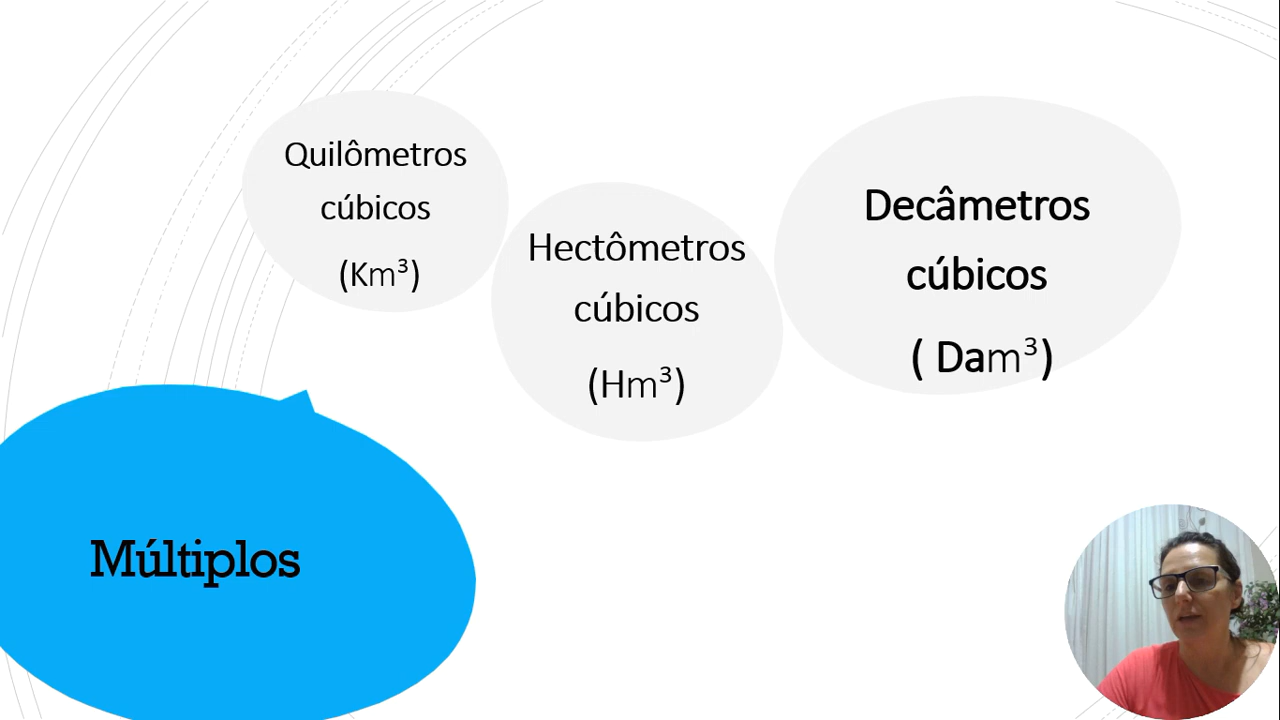 Quilômetros
cúbicos
(Km³)
Hectômetros
cúbicos
(Hm³)
Decâmetros
cúbicos
( Dam³)
Múltiplos